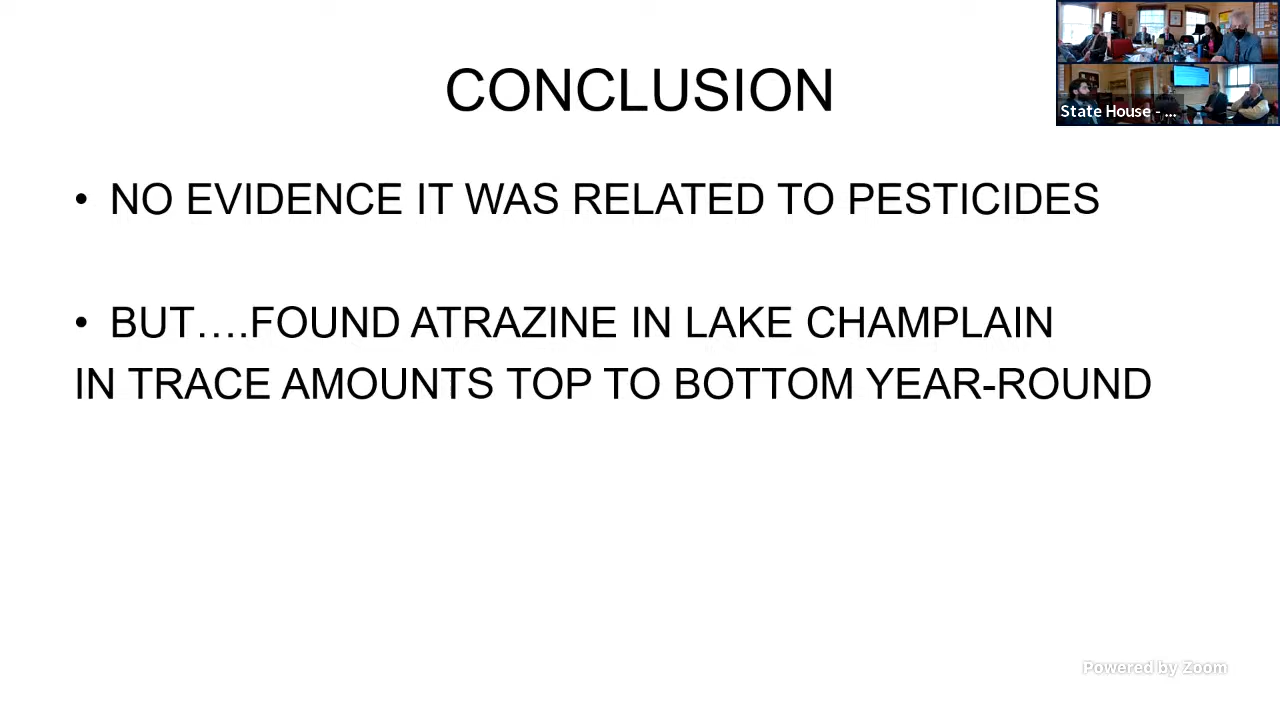 CONCLUSION
State House - ...
• NO EVIDENCE IT WAS RELATED TO PESTICIDES
• BUT….FOUND ATRAZINE IN LAKE CHAMPLAIN
IN TRACE AMOUNTS TOP TO BOTTOM YEAR-ROUND
Powered by Zoom